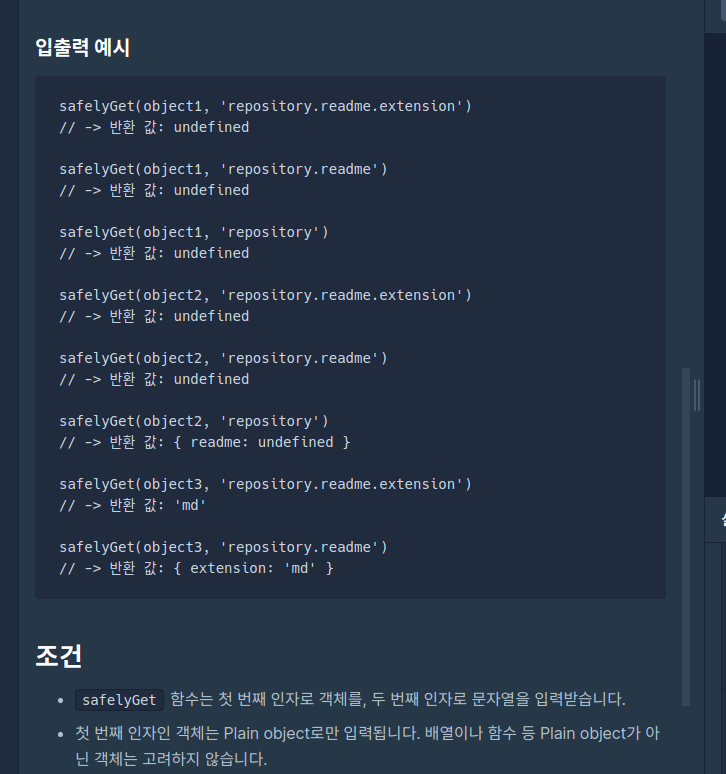 입출력 예시
safelyGet(object1, 'repository.readme.extension')
// -> 반환 값: undefined
safelyGet(object1, 'repository.readme')
// -> 반환 값: undefined
safelyGet(object1, 'repository')
// -> 반환 값: undefined
safelyGet(object2, 'repository.readme.extension')
// -> 반환 값: undefined
safelyGet(object2, 'repository.readme')
// -> 반환 값: undefined
safelyGet(object2, 'repository')
// -> 반환 값: { readme: undefined }
safelyGet(object3, 'repository.readme.extension')
// -> 반환 값: 'md'
safelyGet(object3, 'repository.readme')
// -> 반환 값: { extension: 'md' }
조건
safelyGet 함수는 첫 번째 인자로 객체를, 두 번째 인자로 문자열을 입력받습니다.
첫 번째 인자인 객체는 Plain object로만 입력됩니다. 배열이나 함수 등 Plain object가 아
닌 객체는 고려하지 않습니다.